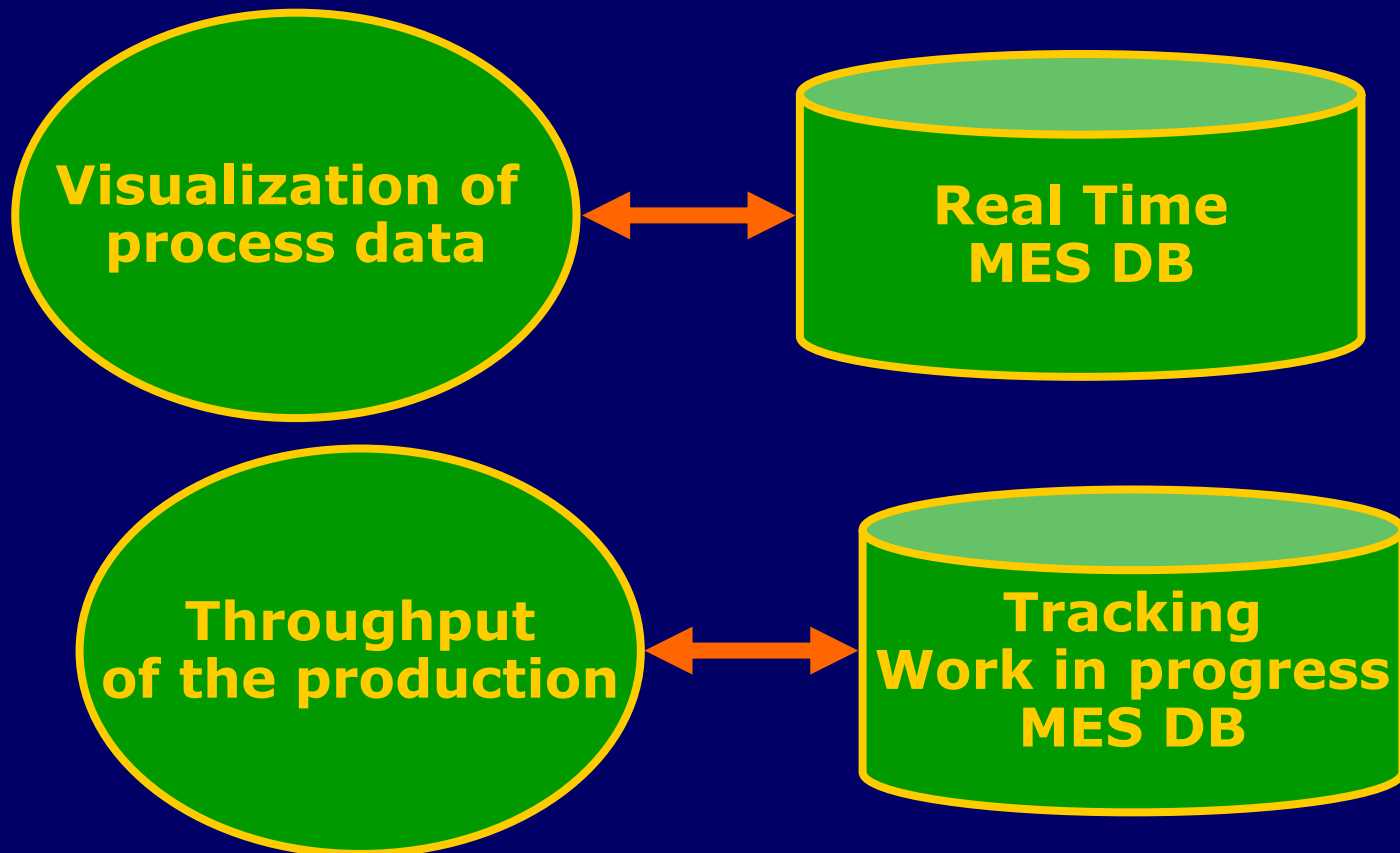 Visualization of
process data
Real Time
MES DB
Throughput
of the production
Tracking
Work in progress
MES DB